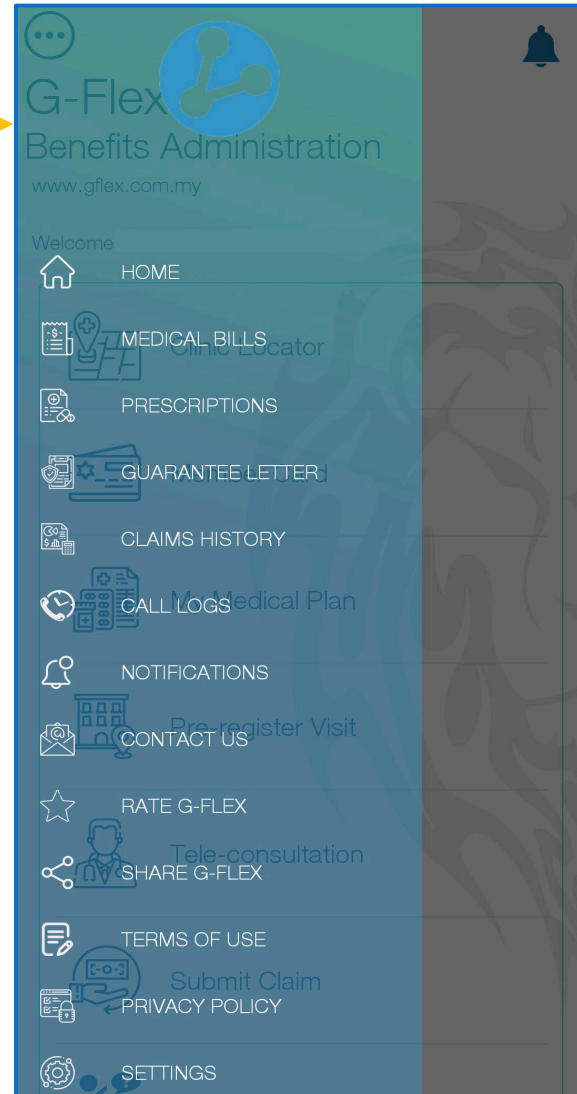 G-Flex
Benefits Administration
www.gflex.com.my
Welcome
HOME
MEDICAL BILLS
Clinic Locator
PRESCRIPTIONS
GUARANTEE LETTER
Member Card
CLAIMS HISTORY
CALL LOGS
My Medical Plan
NOTIFICATIONS
Pre-register Visit
CONTACT US
RATE G-FLEX
Tele-consultation
SHARE G-FLEX
TERMS OF USE
Submit Claim
PRIVACY POLICY
SETTINGS